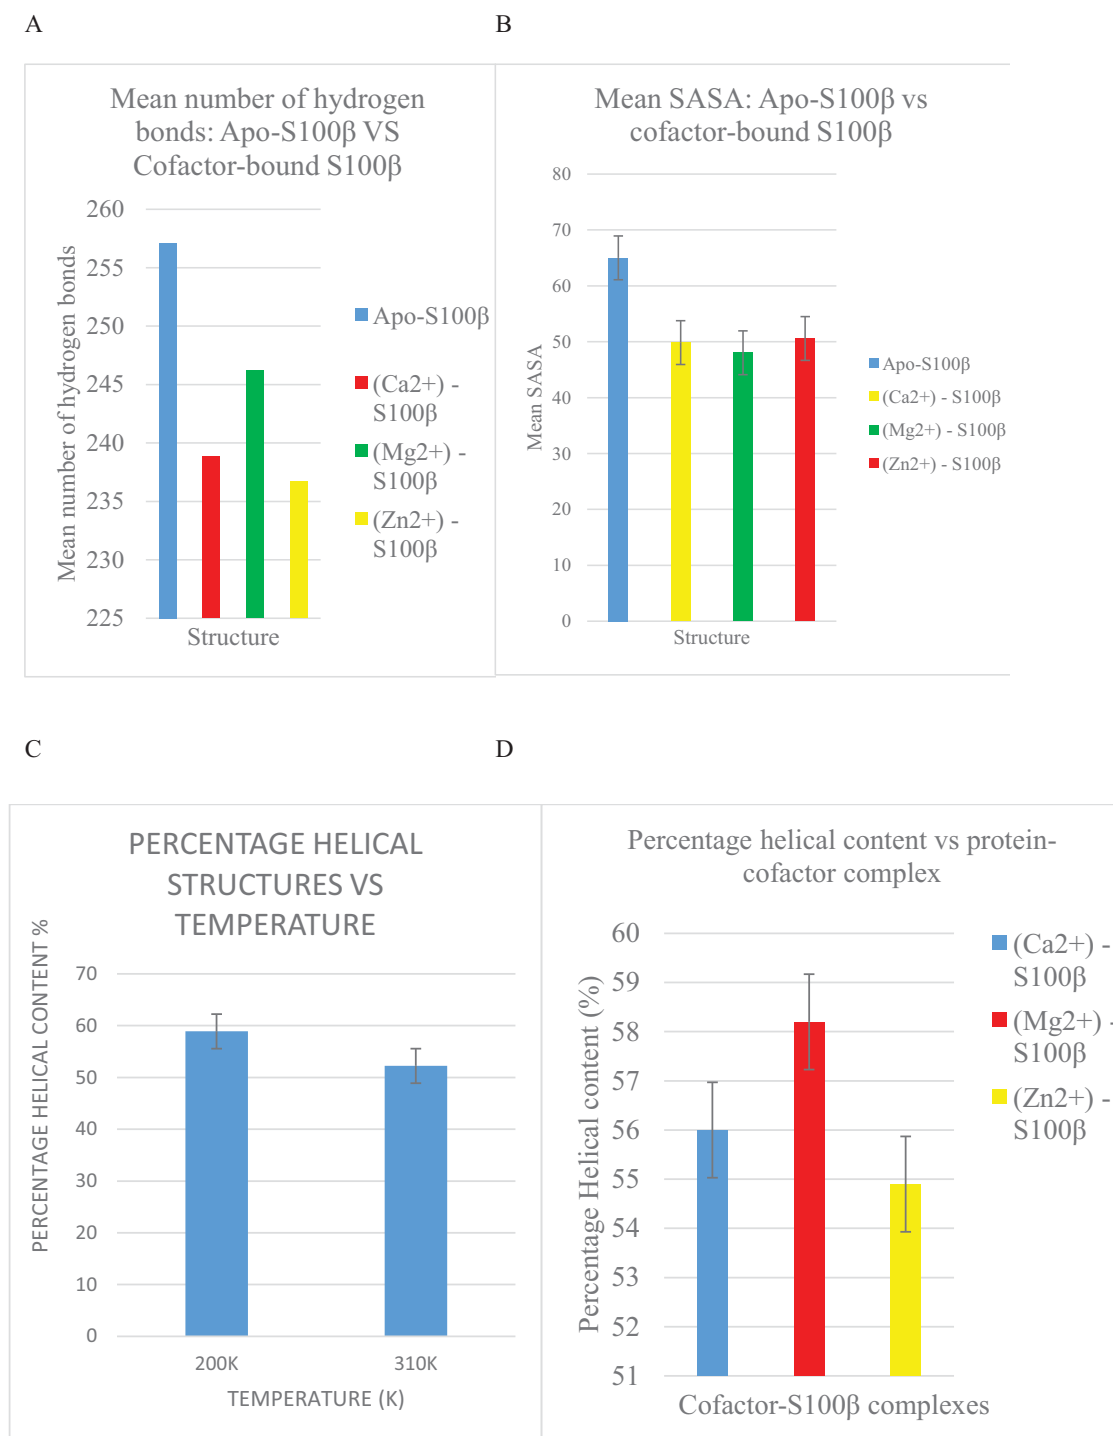 A
Mean number of hydrogen
bonds: Apo-S100β VS
Cofactor-bound S100β
Mean number of hydrogen bonds
260
255
250
245
240
235
230
225
Structure
Apo-S100β
(Ca2+) -
S100β
(Mg2+) -
S100β
(Zn2+) -
S100β
B
Mean SASA: Apo-S100β vs
cofactor-bound S100β
Mean SASA
80
70
60
50
40
30
20
10
0
Structure
Apo-S100β
(Ca2+) - S100β
(Mg2+) - S100β
(Zn2+) - S100β
C
PERCENTAGE HELICAL
STRUCTURES VS
TEMPERATURE
PERCENTAGE HELICAL CONTENT %
70
60
50
40
30
20
10
0
200K
310K
TEMPERATURE (K)
D
Percentage helical content vs protein-
cofactor complex
Percentage Helical content (%)
60
59
58
57
56
55
54
53
52
51
Cofactor-S100β complexes
(Ca2+) -
S100β
(Mg2+) -
S100β
(Zn2+) -
S100β